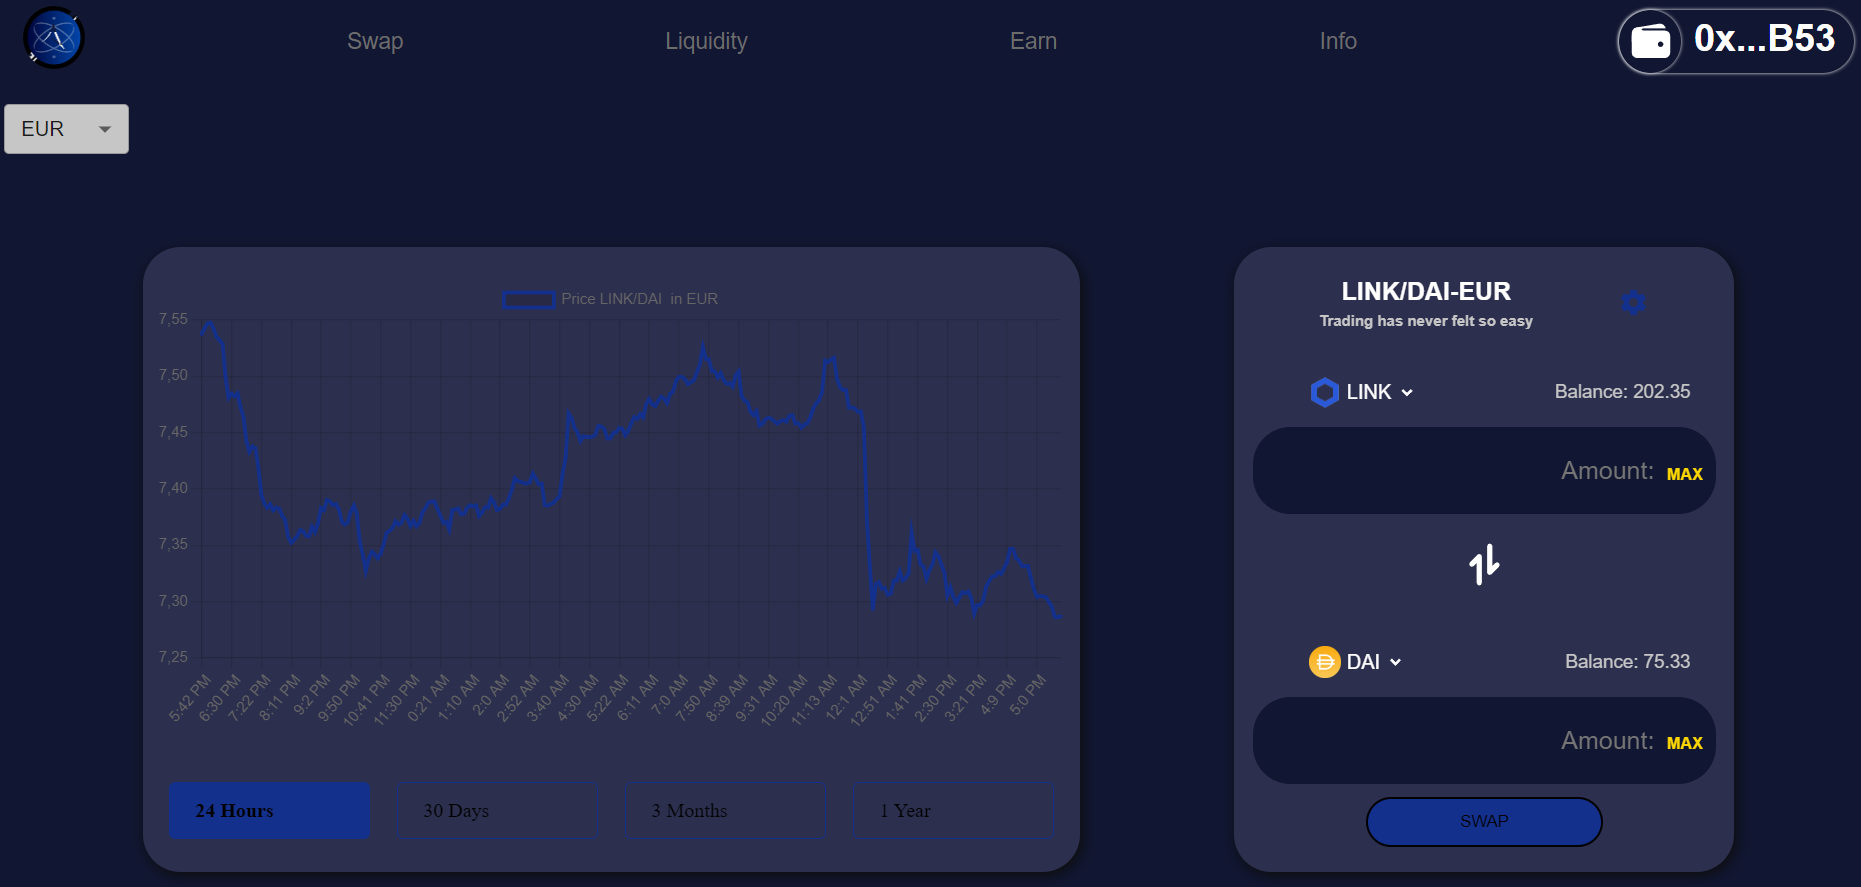 Swap
Liquidity
Earn
Info
0x...B53
EUR
Price LINK/DAI in EUR
7,55
7,50
7,45
7,40
7,35
7,30
7,25
5:42 PM
6:30 PM
7:22 PM
8:11 PM
9:2 PM
9:50 PM
10:41 PM
11:30 PM
0:21 AM
1:10 AM
2:0 AM
2:52 AM
3:40 AM
4:30 AM
5:22 AM
6:11 AM
7:0 AM
7:50 AM
8:39 AM
9:31 AM
10:20 AM
11:13 AM
12:1 AM
12:51 AM
1:41 PM
2:30 PM
3:21 PM
4:9 PM
5:0 PM
24 Hours
30 Days
3 Months
1 Year
LINK/DAI-EUR
Trading has never felt so easy
LINK
Balance: 202.35
Amount: MAX
DAI
Balance: 75.33
Amount: MAX
SWAP